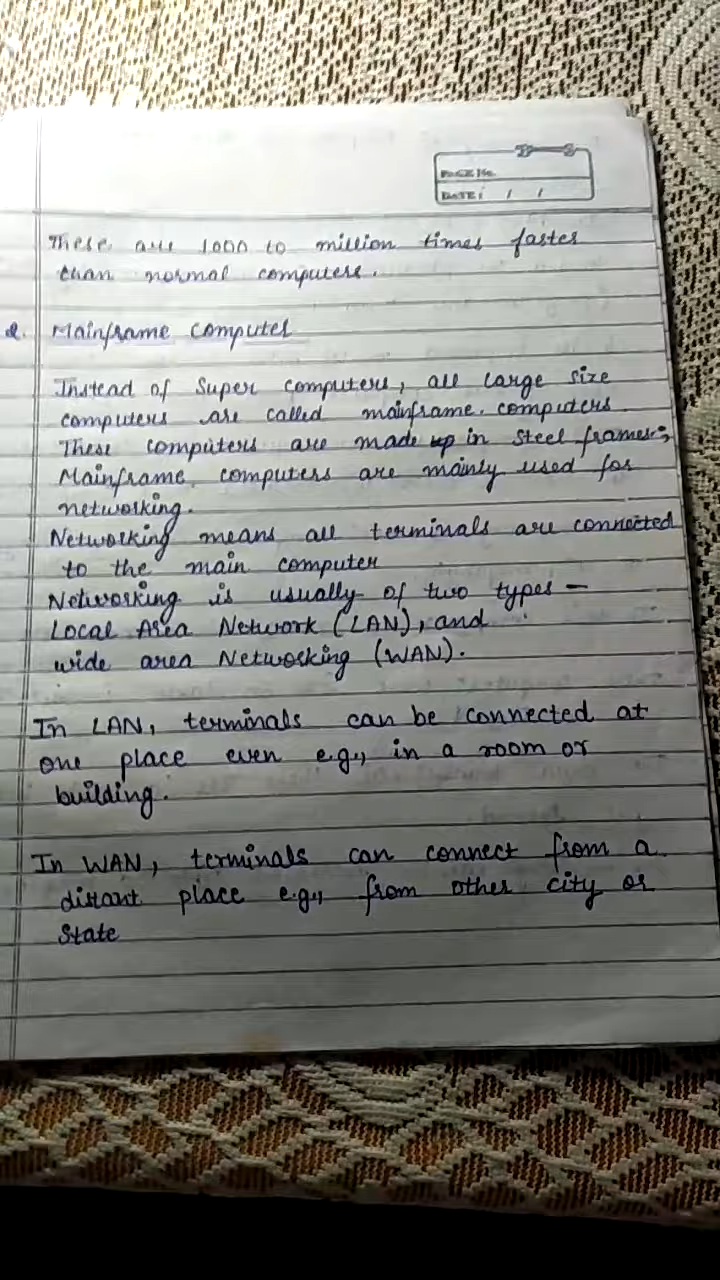 PAGE No.
DATE: / /
These are 1000 to million times faster
than normal computers.
2. Mainframe Computer
Instead of Super computers, all large size
computers are called mainframe computers.
These computers are made up in Steel frames;
Mainframe computers are mainly used for
networking.
Networking means all terminals are connected
to the main computer
Networking is usually of two types -
Local Area Network (LAN), and
wide area Networking (WAN).
In LAN, terminals can be connected at
one place even e.g., in a room or
building.
In WAN, terminals can connect from a
distant place e.g., from other city or
State